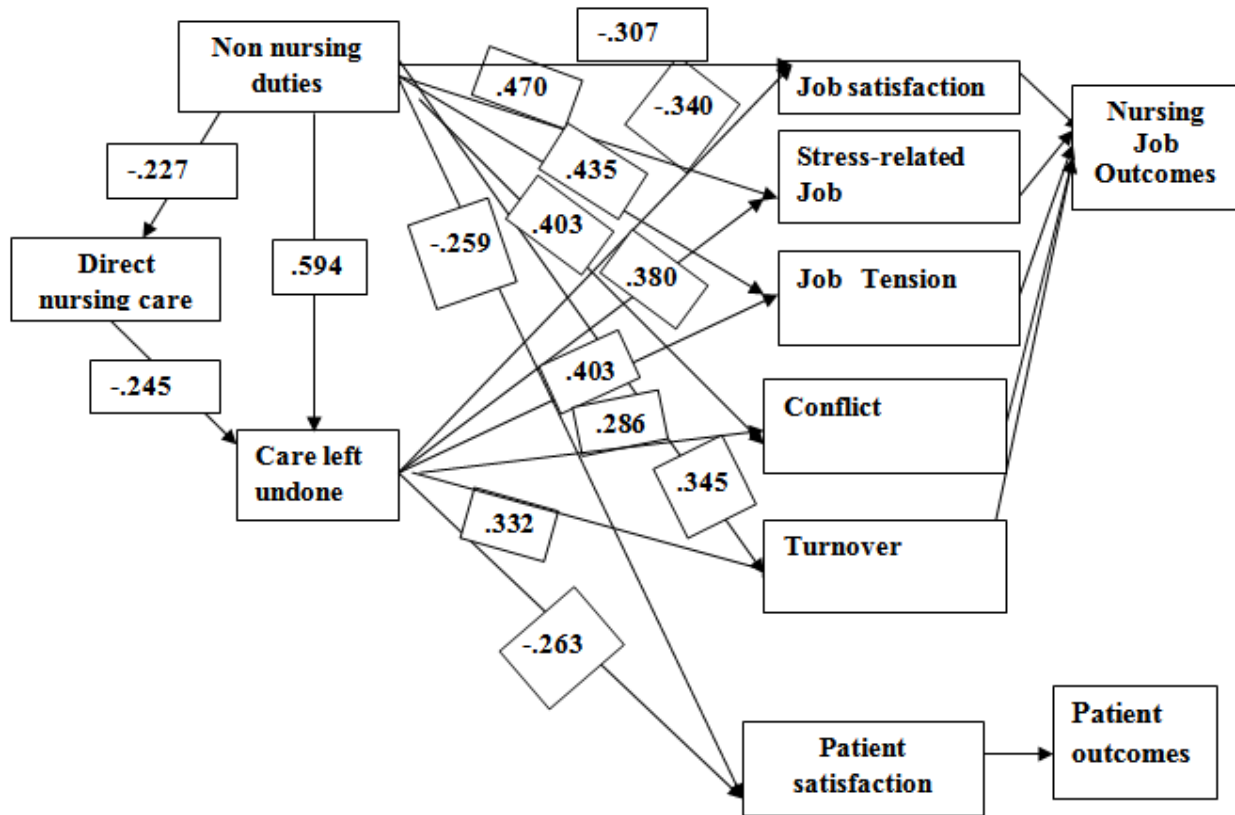 Non nursing
duties
-.307
.470
-.340
Job satisfaction
Nursing
Job
Outcomes
-.227
.435
Stress-related
Job
.403
-.259
Direct
nursing care
.594
.380
Job Tension
-.245
.403
.286
Conflict
Care left
undone
.345
.332
Turnover
-.263
Patient
satisfaction
Patient
outcomes